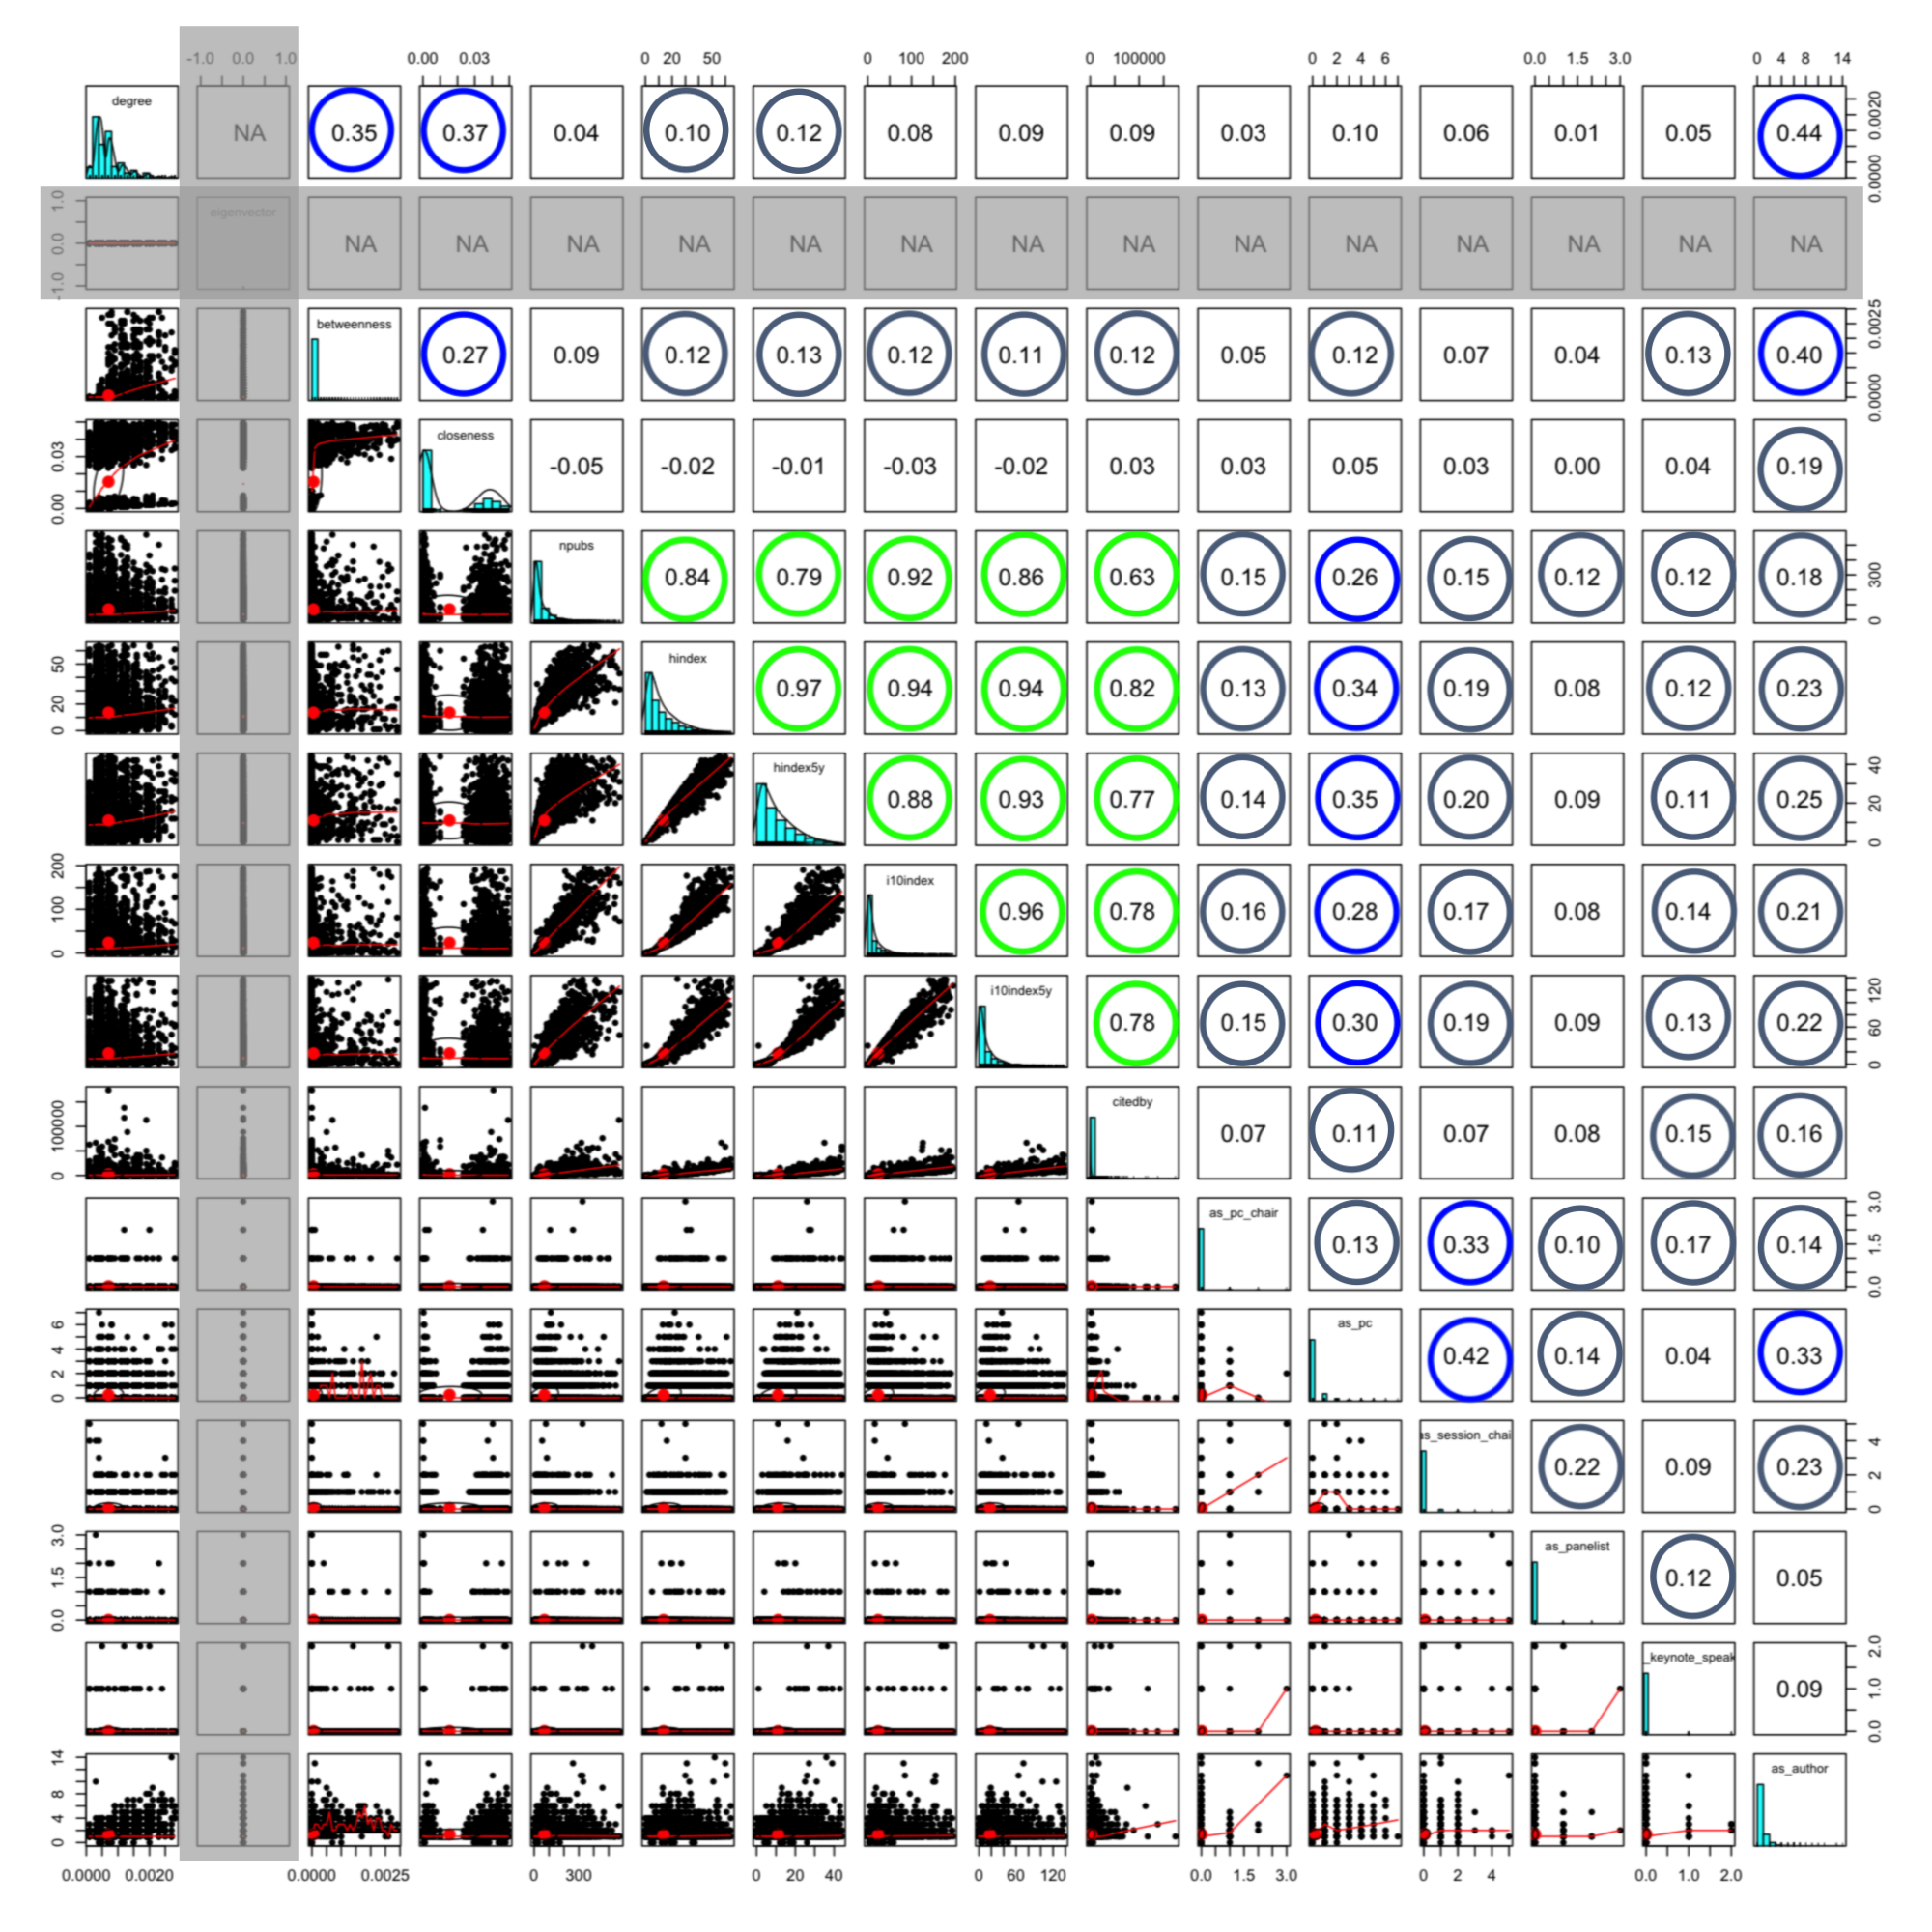 -1.0 0.0 1.0 0.00 0.03 0 20 50 0 100 200 0 100000 0 2 4 6 0.0 1.5 3.0 0 4 8 14
degree NA 0.35 0.37 0.04 0.10 0.12 0.08 0.09 0.09 0.03 0.10 0.06 0.01 0.05 0.44 0.0000 0.0020
-1.0 0.0 1.0 eigenvector NA NA NA NA NA NA NA NA NA NA NA NA NA NA
betweenness 0.27 0.09 0.12 0.13 0.12 0.11 0.12 0.05 0.12 0.07 0.04 0.13 0.40 0.0000 0.0025
0.00 0.03 closeness -0.05 -0.02 -0.01 -0.03 -0.02 0.03 0.03 0.05 0.03 0.00 0.04 0.19
npubs 0.84 0.79 0.92 0.86 0.63 0.15 0.26 0.15 0.12 0.12 0.18 0 300
0 20 50 hindex 0.97 0.94 0.94 0.82 0.13 0.34 0.19 0.08 0.12 0.23
hindex5y 0.88 0.93 0.77 0.14 0.35 0.20 0.09 0.11 0.25 0 20 40
0 100 200 i10index 0.96 0.78 0.16 0.28 0.17 0.08 0.14 0.21
i10index5y 0.78 0.15 0.30 0.19 0.09 0.13 0.22 0 60 120
0 100000 citedby 0.07 0.11 0.07 0.08 0.15 0.16
as_pc_chair 0.13 0.33 0.10 0.17 0.14 0.0 1.5 3.0
0 2 4 6 as_pc 0.42 0.14 0.04 0.33
as_session_chai 0.22 0.09 0.23 0 2 4
0.0 1.5 3.0 as_panelist 0.12 0.05
_keynote_speak 0.09 0.0 1.0 2.0
0 4 8 14 as_author
0.0000 0.0020 0.0000 0.0025 0 300 0 20 40 0 60 120 0.0 1.5 3.0 0 2 4 0.0 1.0 2.0